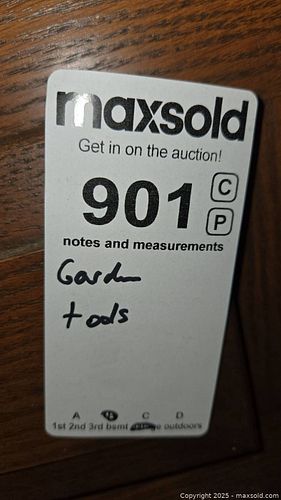 maxsold
Get in on the auction!
901
C
P
notes and measurements
Garden
tools
A B C D
1st 2nd 3rd bsmt garage outdoors
Copyright 2025 - maxsold.com